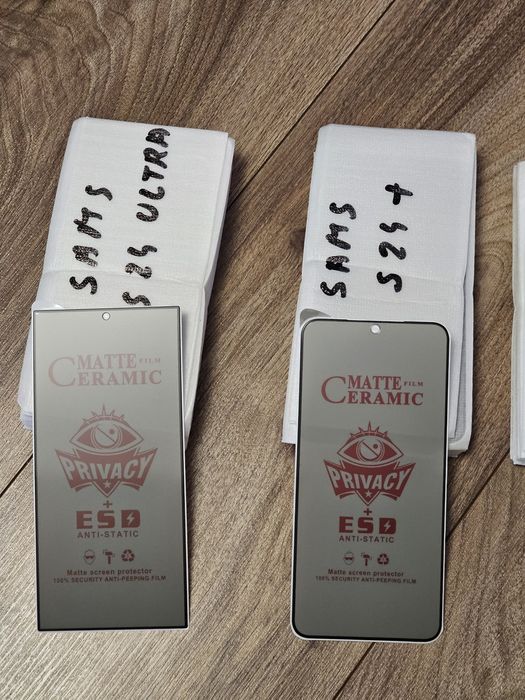 SAMS
S24 ULTRA
SAMS
S24 +
MATTE FILM
CERAMIC
PRIVACY
+
ESD
ANTI-STATIC
Matte screen protector
100% SECURITY ANTI-PEEPING FILM
MATTE FILM
CERAMIC
PRIVACY
+
ESD
ANTI-STATIC
Matte screen protector
100% SECURITY ANTI-PEEPING FILM